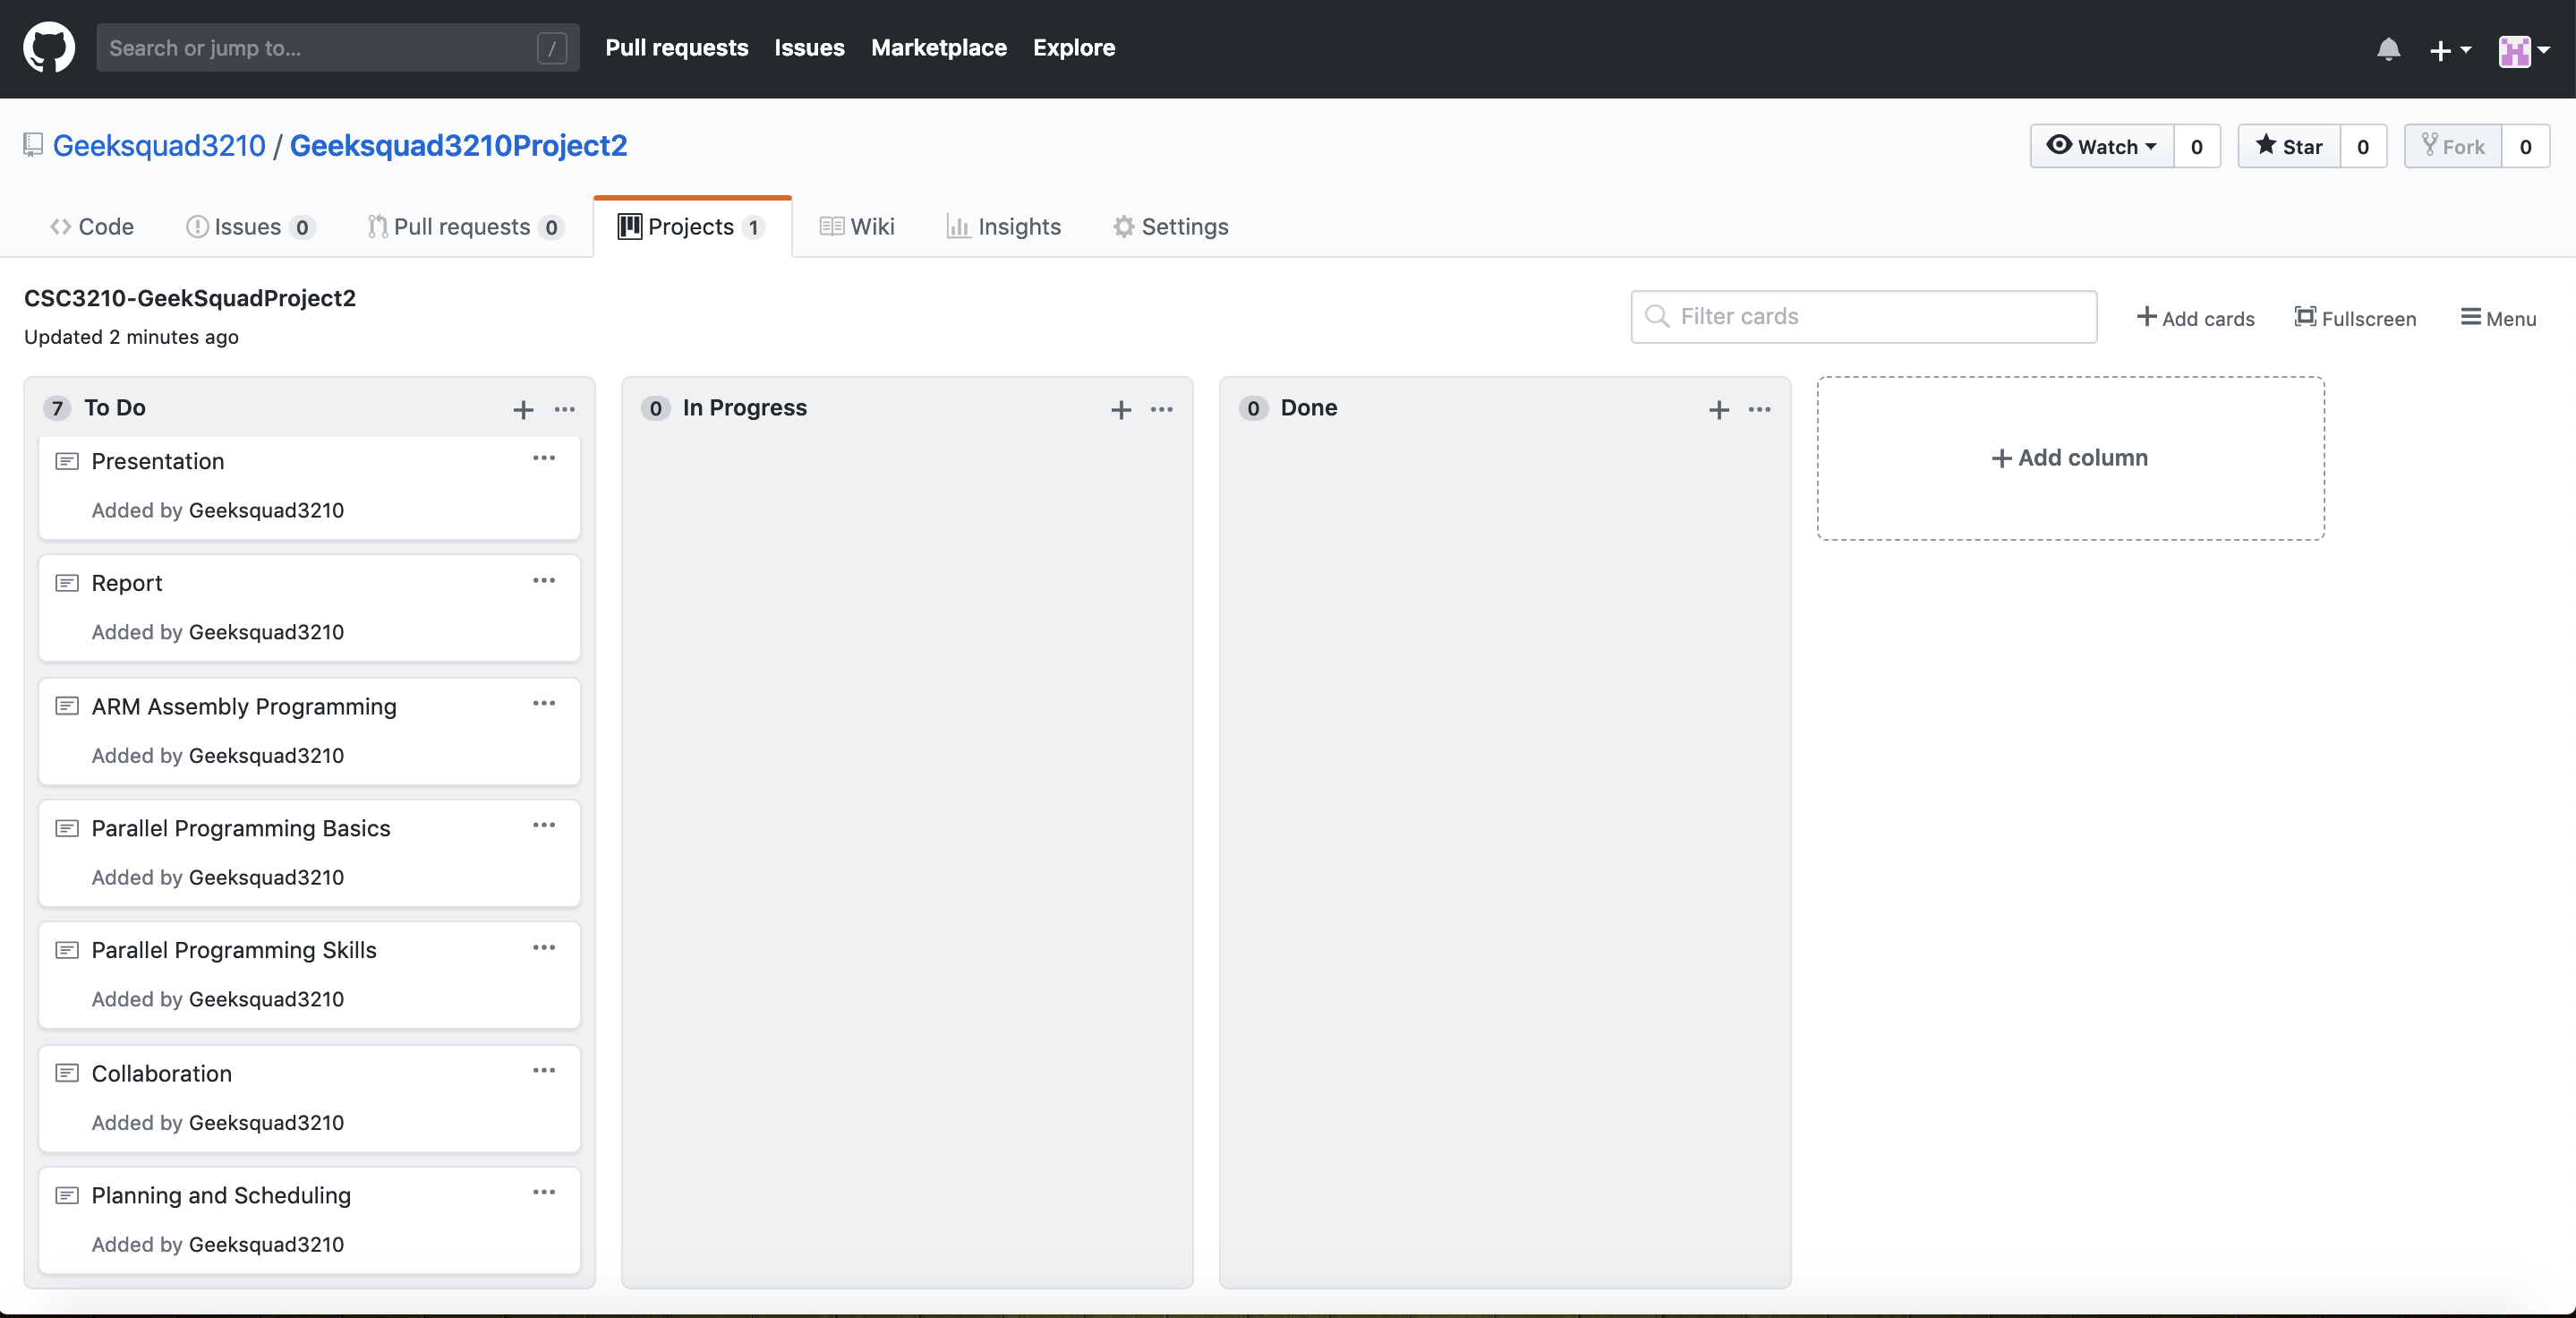 Search or jump to... /
Pull requests Issues Marketplace Explore
Geeksquad3210 / Geeksquad3210Project2
Watch 0 Star 0 Fork 0
Code Issues 0 Pull requests 0 Projects 1 Wiki Insights Settings
CSC3210-GeekSquadProject2
Updated 2 minutes ago
Filter cards
Add cards Fullscreen Menu
7 To Do
Presentation
Added by Geeksquad3210
Report
Added by Geeksquad3210
ARM Assembly Programming
Added by Geeksquad3210
Parallel Programming Basics
Added by Geeksquad3210
Parallel Programming Skills
Added by Geeksquad3210
Collaboration
Added by Geeksquad3210
Planning and Scheduling
Added by Geeksquad3210
0 In Progress
0 Done
+ Add column